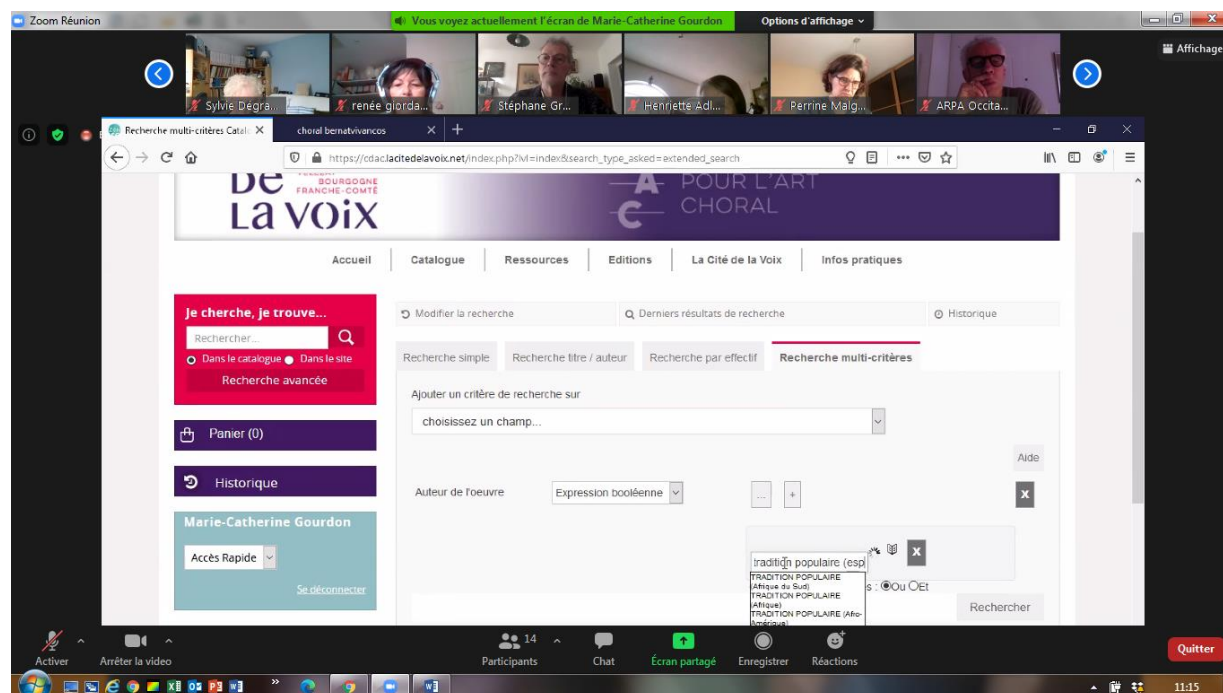 Zoom Réunion
Vous voyez actuellement l'écran de Marie-Catherine Gourdon
Options d'affichage
Affichage
Sylvie Dégra...
renée giorda...
Stéphane Gr...
Henriette Adl...
Perrine Malg...
ARPA Occita...
Recherche multi-critères Catal
choral bernatvivancos
https://cdac.lacitedelavoix.net/index.php?lvl=index&search_type_asked=extended_search
DE
BOURGOGNE
FRANCHE-COMTÉ
La voix
A POUR L'ART
C CHORAL
Accueil
Catalogue
Ressources
Editions
La Cité de la Voix
Infos pratiques
Je cherche, je trouve...
Rechercher...
Dans le catalogue
Dans le site
Recherche avancée
Panier (0)
Historique
Marie-Catherine Gourdon
Accès Rapide
Se déconnecter
Modifier la recherche
Derniers résultats de recherche
Historique
Recherche simple
Recherche titre / auteur
Recherche par effectif
Recherche multi-critères
Ajouter un critère de recherche sur
choisissez un champ...
Aide
Auteur de l'oeuvre
Expression booléenne
...
+
X
tradition populaire (esp
X
TRADITION POPULAIRE
(Afrique du Sud)
TRADITION POPULAIRE
(Afrique)
TRADITION POPULAIRE (Afro-
Amérique)
s : Ou Et
Rechercher
Activer
Arrêter la vidéo
14
Participants
Chat
Écran partagé
Enregistrer
Réactions
Quitter
11:15